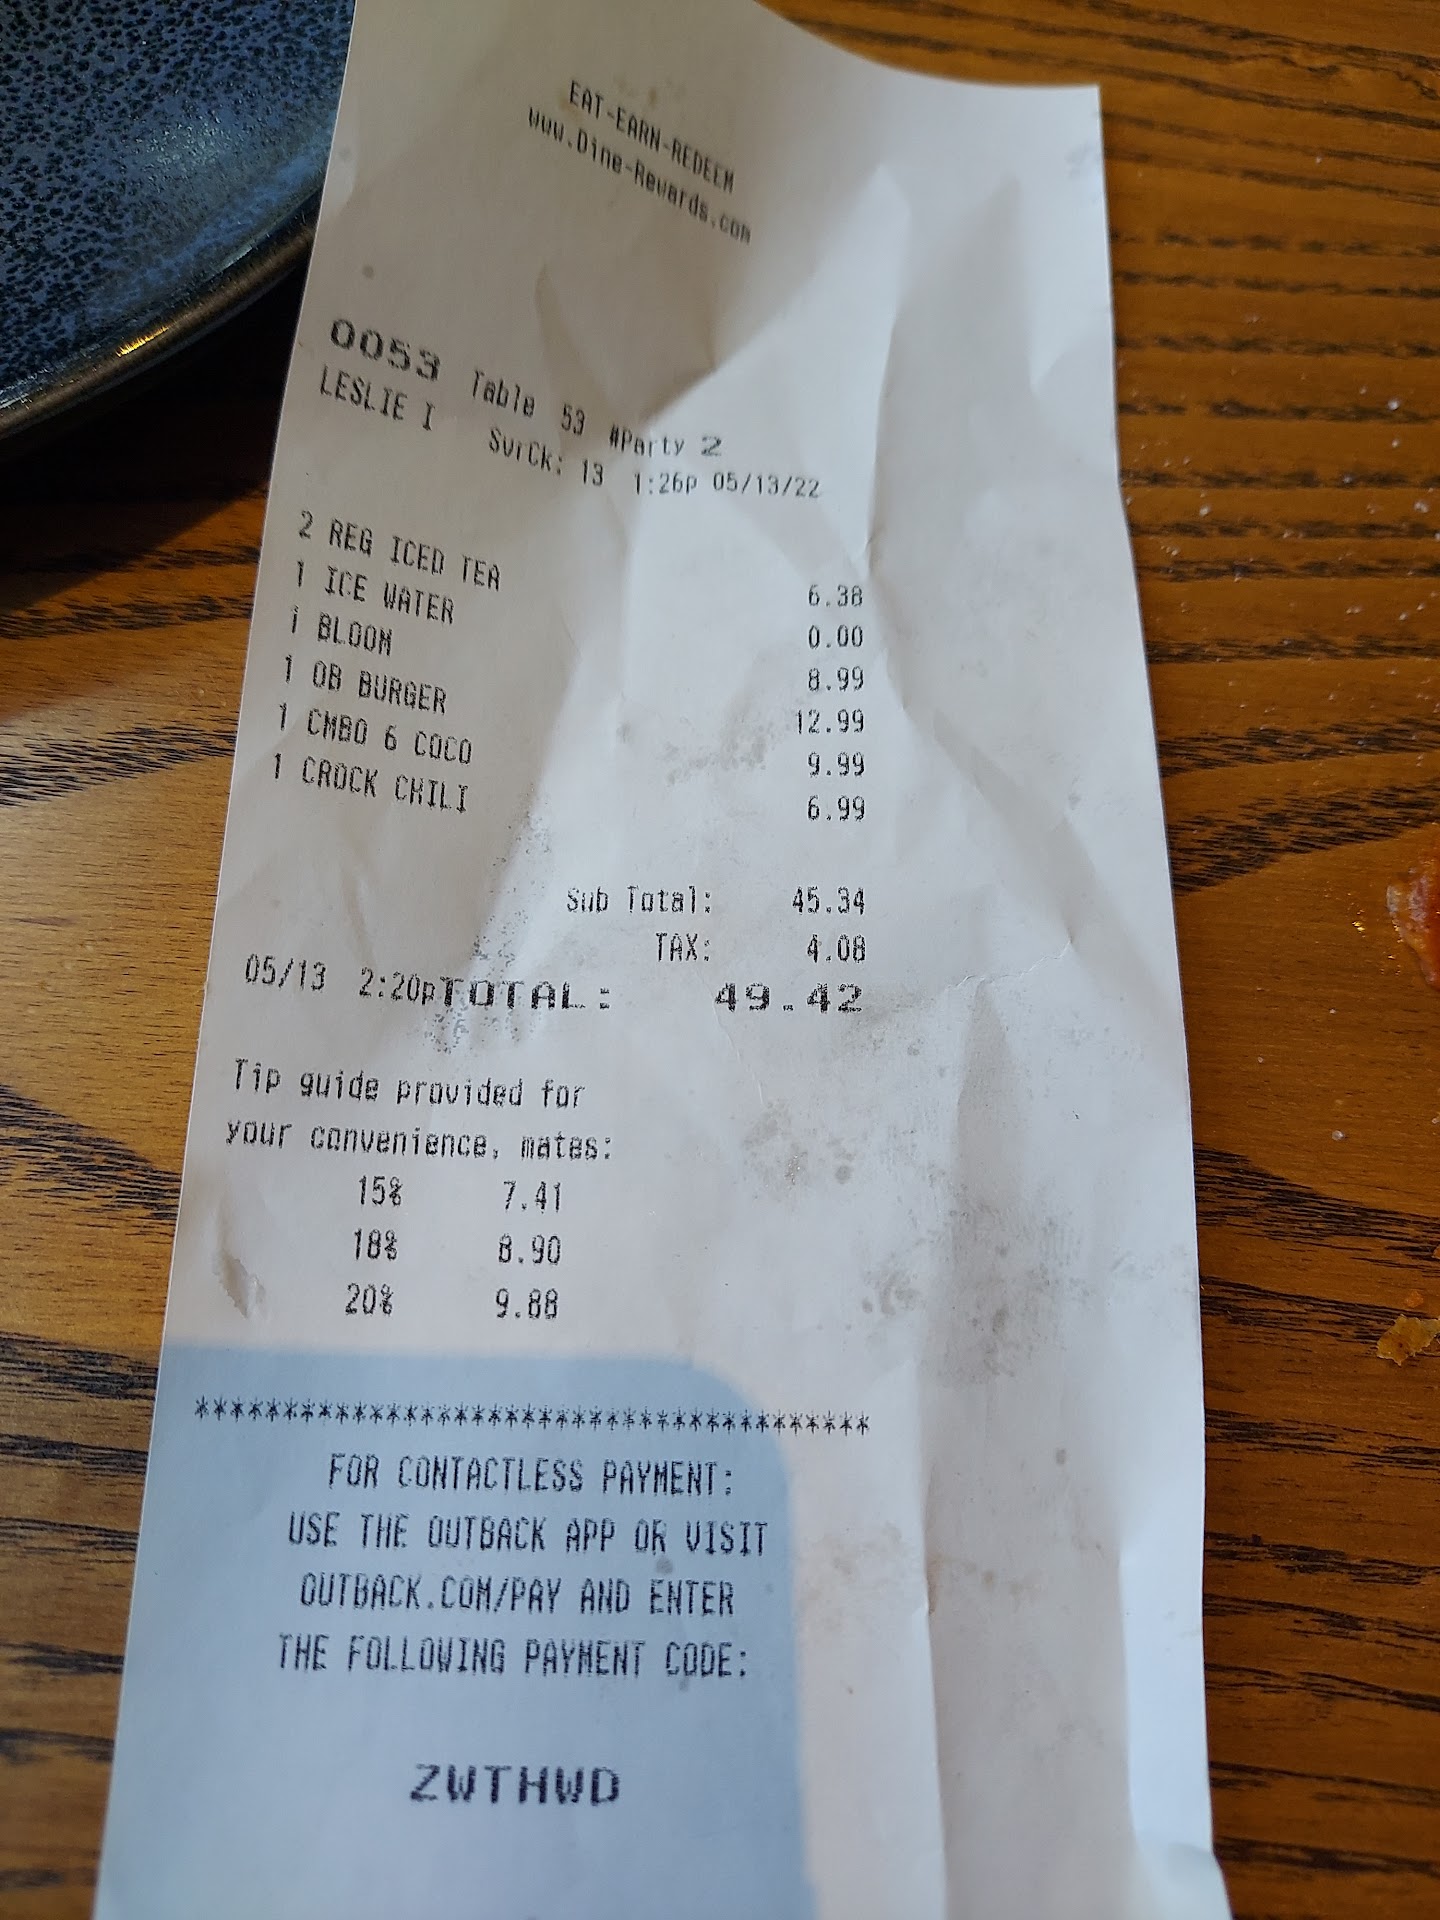 EAT-EARN-REDEEM
www.Dine-Rewards.com
0053 Table 53 #Party 2
LESLIE I SvrCk: 13 1:26p 05/13/22
2 REG ICED TEA 6.38
1 ICE WATER 0.00
1 BLOOM 8.99
1 OB BURGER 12.99
1 CMBO 6 COCO 9.99
1 CROCK CHILI 6.99
Sub Total: 45.34
TAX: 4.08
05/13 2:20pTOTAL: 49.42
Tip guide provided for
your convenience, mates:
15% 7.41
18% 8.90
20% 9.88
****************************************
FOR CONTACTLESS PAYMENT:
USE THE OUTBACK APP OR VISIT
OUTBACK.COM/PAY AND ENTER
THE FOLLOWING PAYMENT CODE:
ZWTHWD